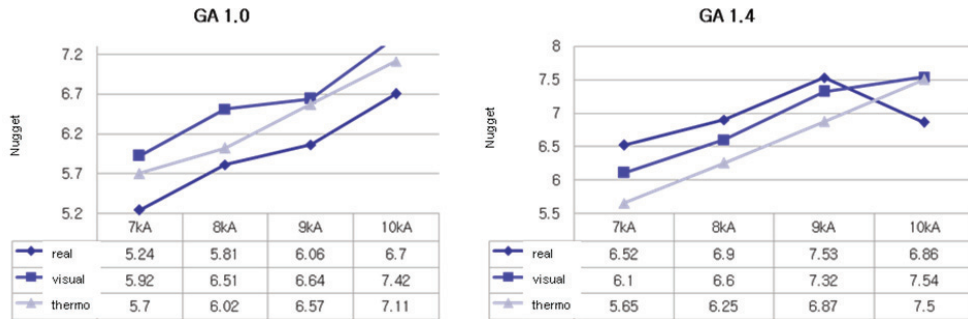 GA 1.0
Nugget
7.2
6.7
6.2
5.7
5.2
7kA 8kA 9kA 10kA
real 5.24 5.81 6.06 6.7
visual 5.92 6.51 6.64 7.42
thermo 5.7 6.02 6.57 7.11
GA 1.4
Nugget
8
7.5
7
6.5
6
5.5
7kA 8kA 9kA 10kA
real 6.52 6.9 7.53 6.86
visual 6.1 6.6 7.32 7.54
thermo 5.65 6.25 6.87 7.5